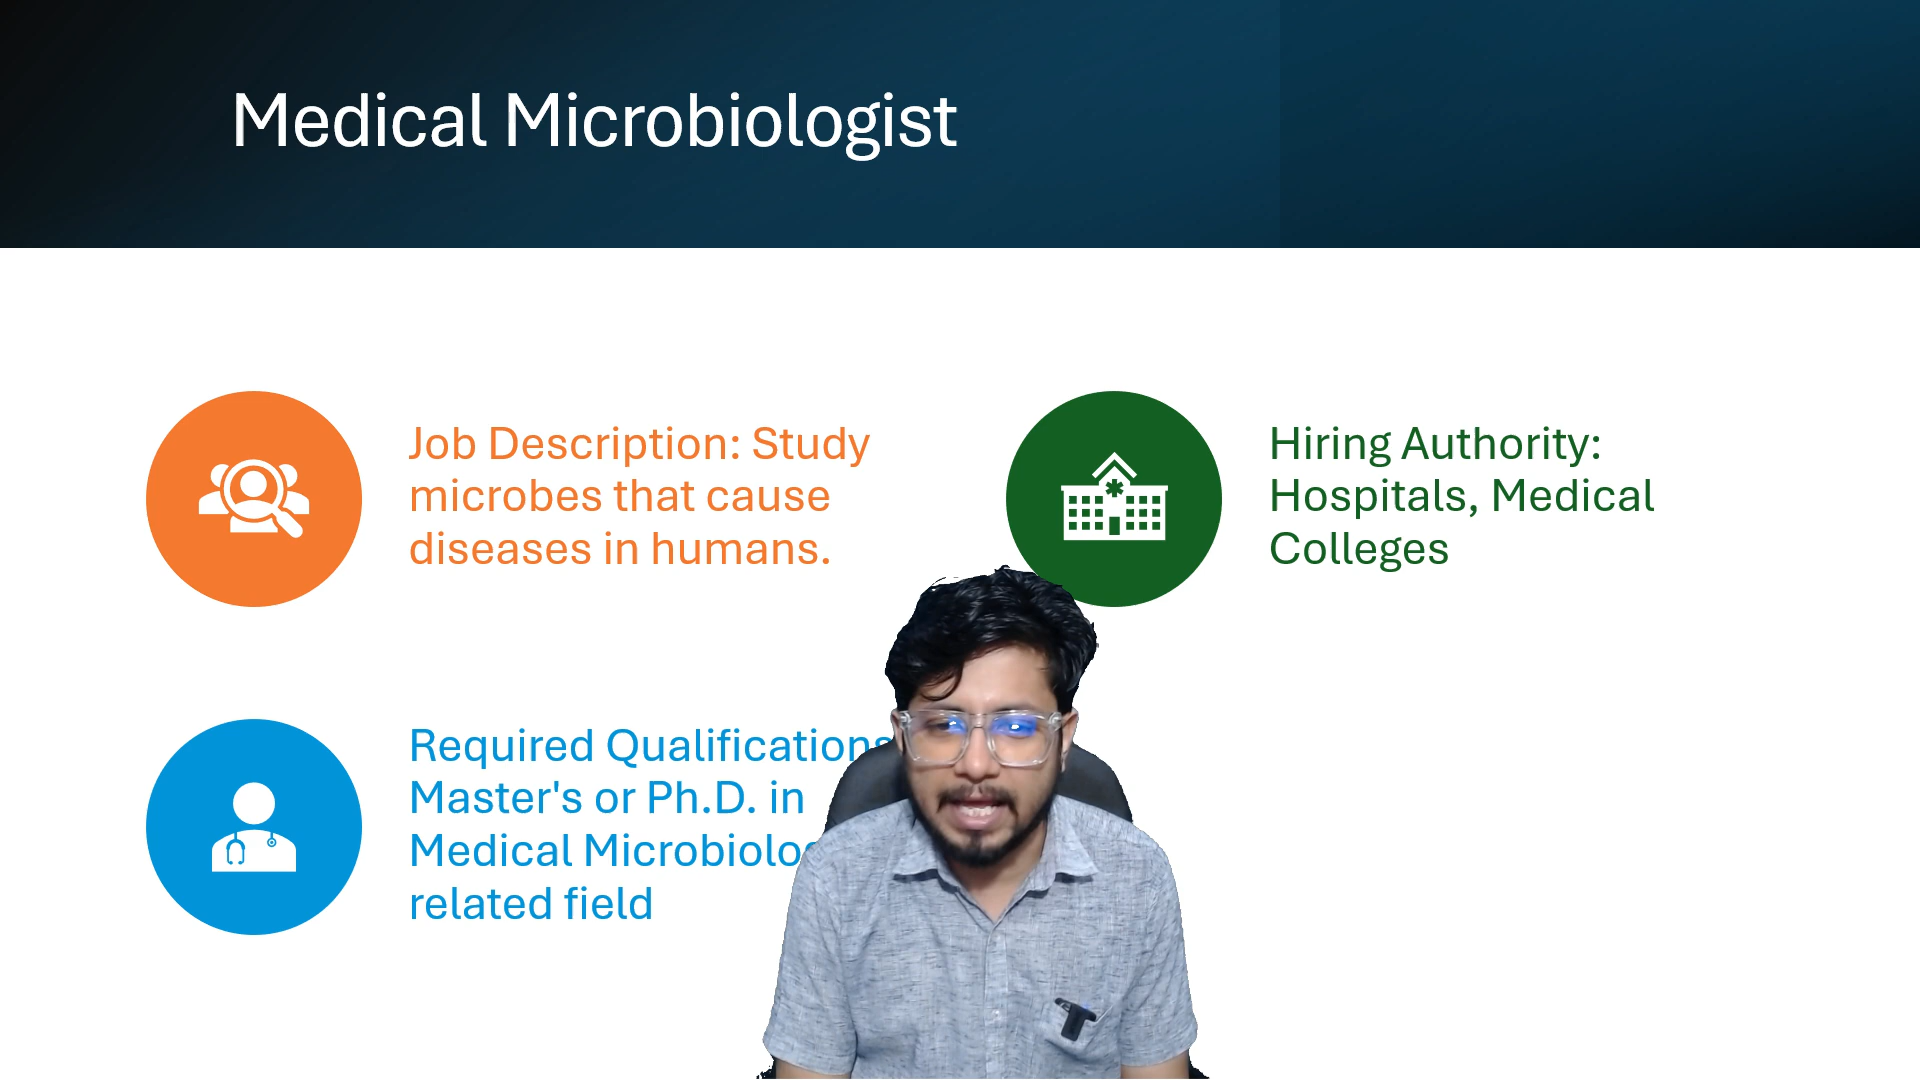 Medical Microbiologist
Job Description: Study
microbes that cause
diseases in humans.
Hiring Authority:
Hospitals, Medical
Colleges
Required Qualification
Master's or Ph.D. in
Medical
related field